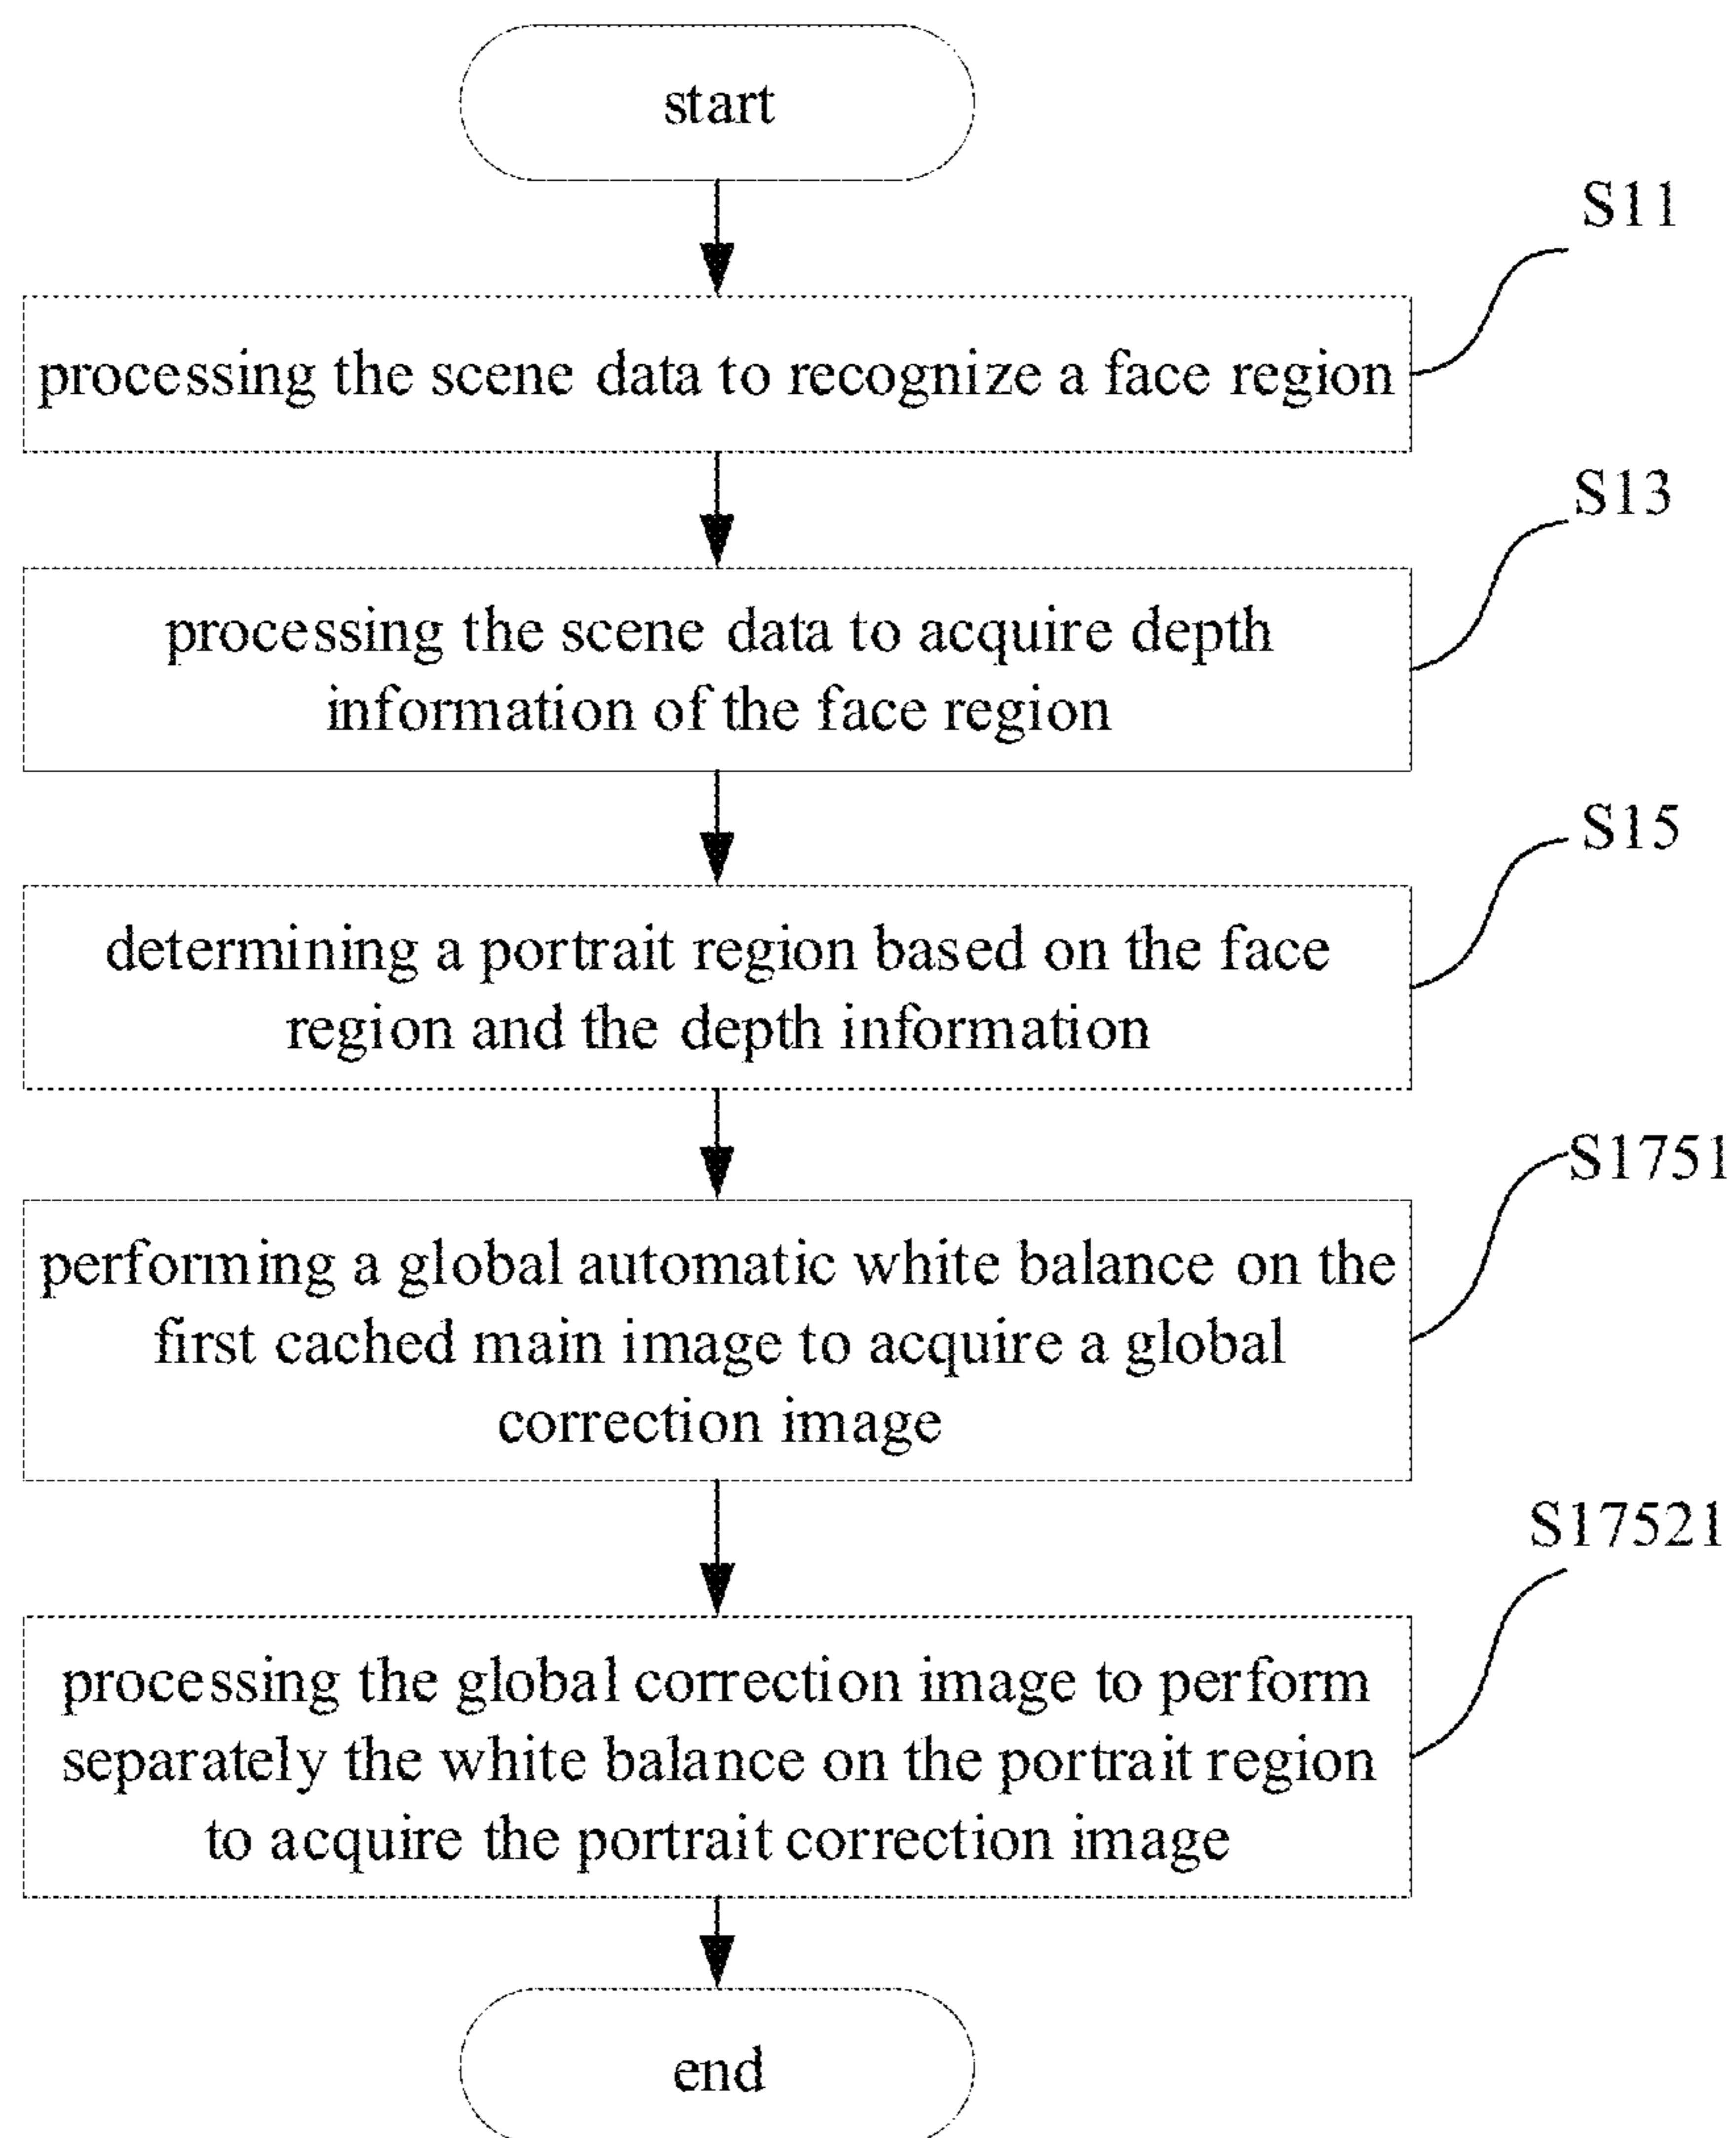 start
S11
processing the scene data to recognize a face region
S13
processing the scene data to acquire depth
information of the face region
S15
determining a portrait region based on the face
region and the depth information
S1751
performing a global automatic white balance on the
first cached main image to acquire a global
correction image
S17521
processing the global correction image to perform
separately the white balance on the portrait region
to acquire the portrait correction image
end